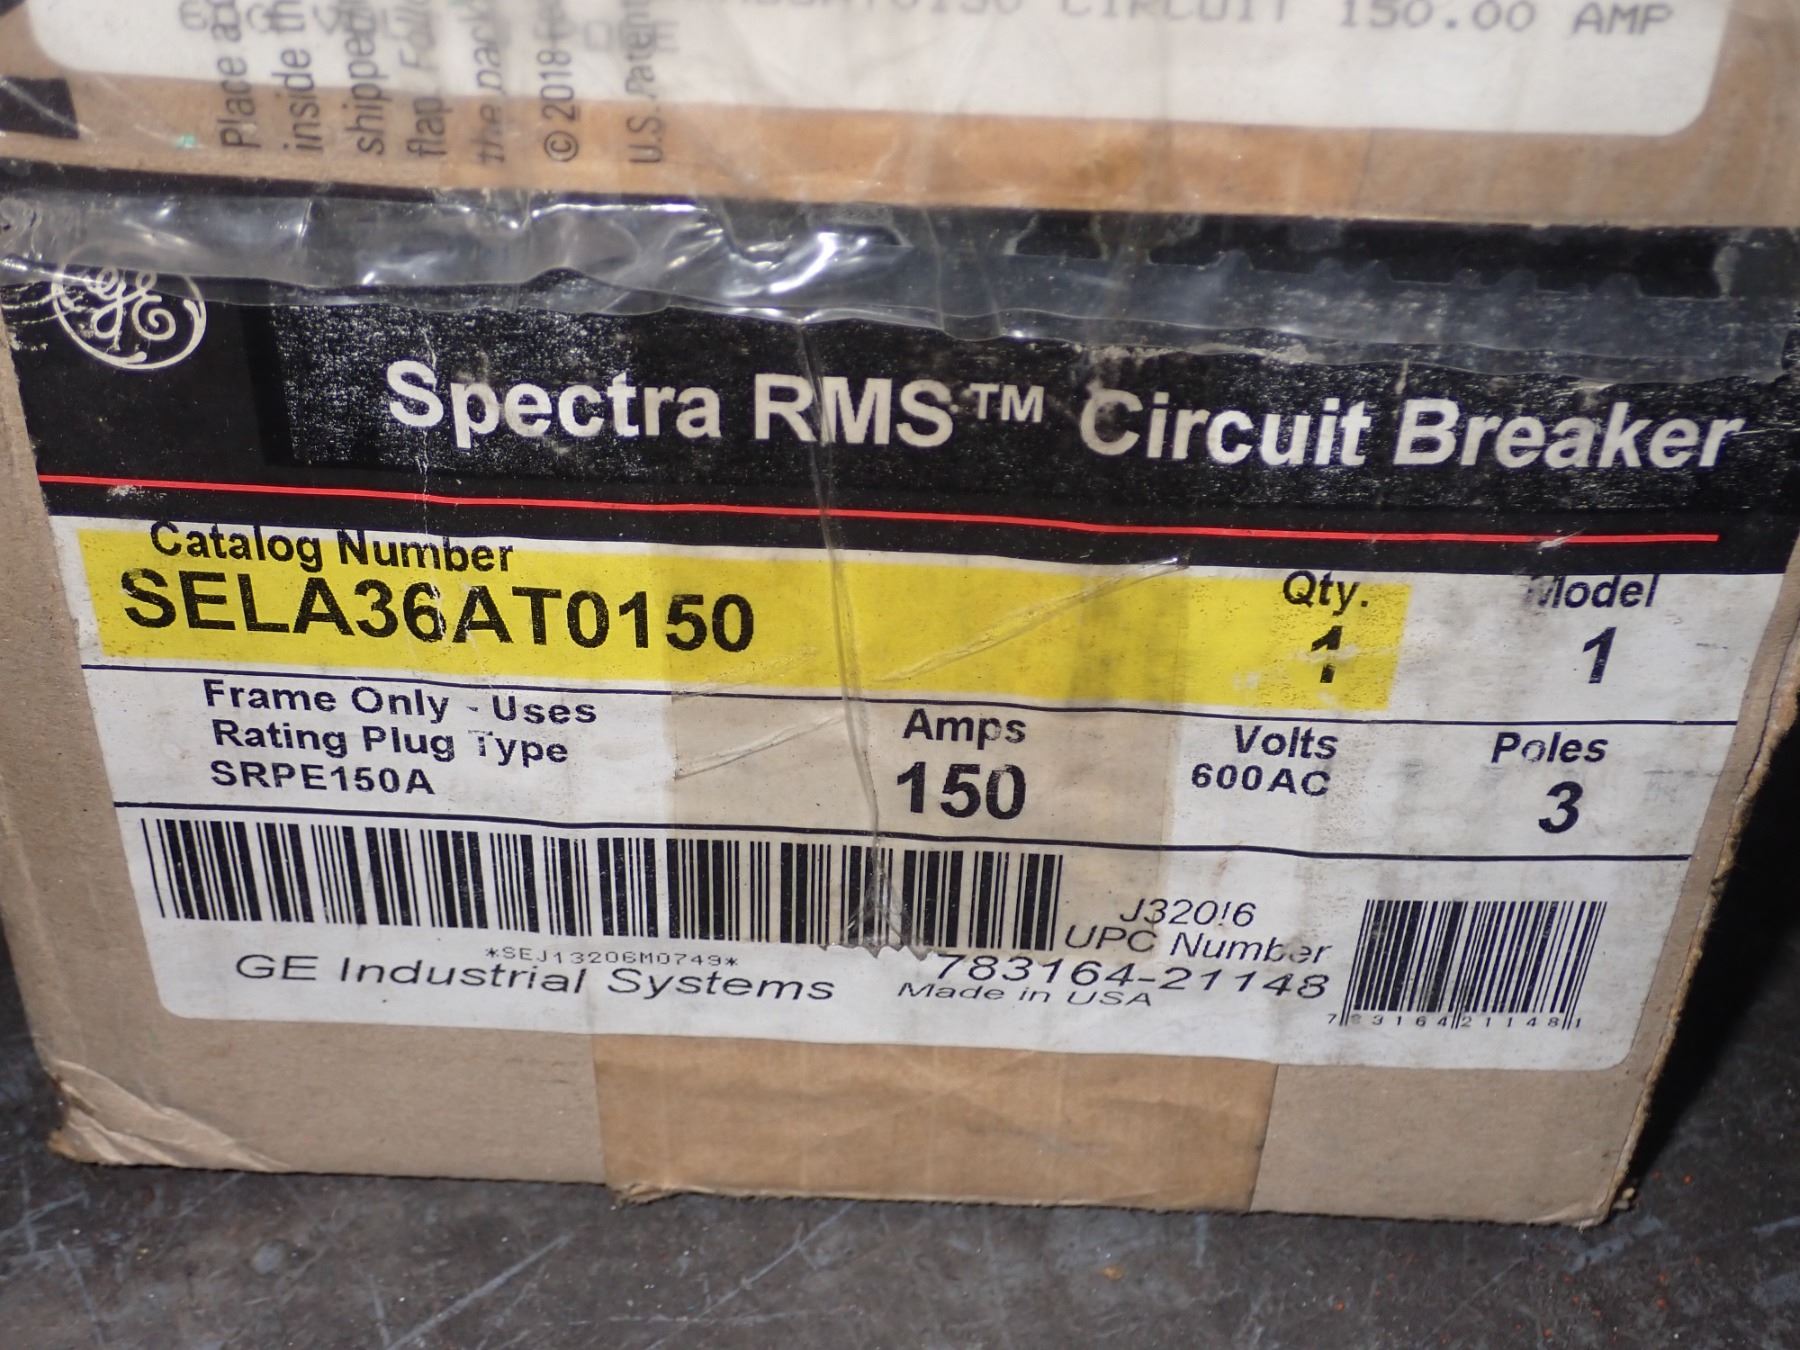 CIRCUIT 150.00 AMP
Place
inside
shipped
flap. Follow
the pack
© 2018
U.S. Patent
GE
Spectra RMS™ Circuit Breaker
Catalog Number
SELA36AT0150
Qty.
1
Model
1
Frame Only - Uses
Rating Plug Type
SRPE150A
Amps
150
Volts
600AC
Poles
3
*SEJ13206M0749*
GE Industrial Systems
J320!6
UPC Number
783164-21148
Made in USA
7 83164 21148 1